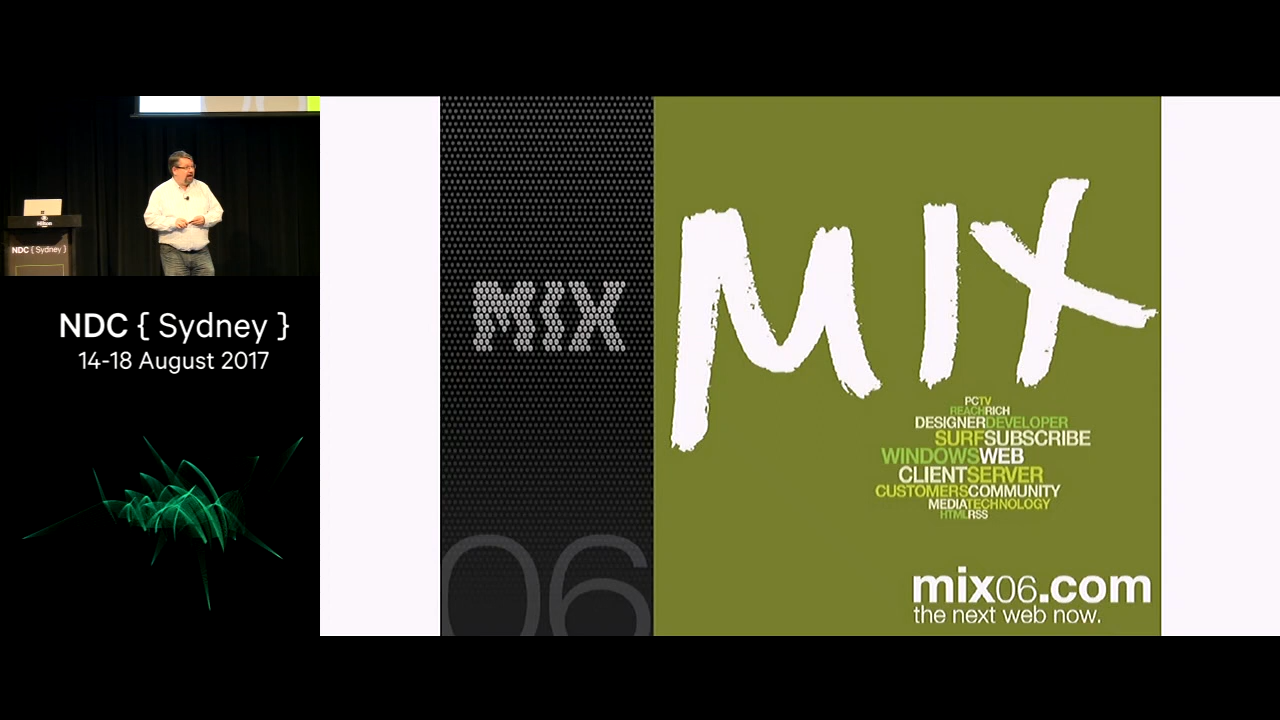 NDC { Sydney }
NDC { Sydney }
14-18 August 2017
MIX
06
MIX
PCTV
REACHRICH
DESIGNERDEVELOPER
SURFSUBSCRIBE
WINDOWSWEB
CLIENTSERVER
CUSTOMERSCOMMUNITY
MEDIATECHNOLOGY
HTMLRSS
mix06.com
the next web now.